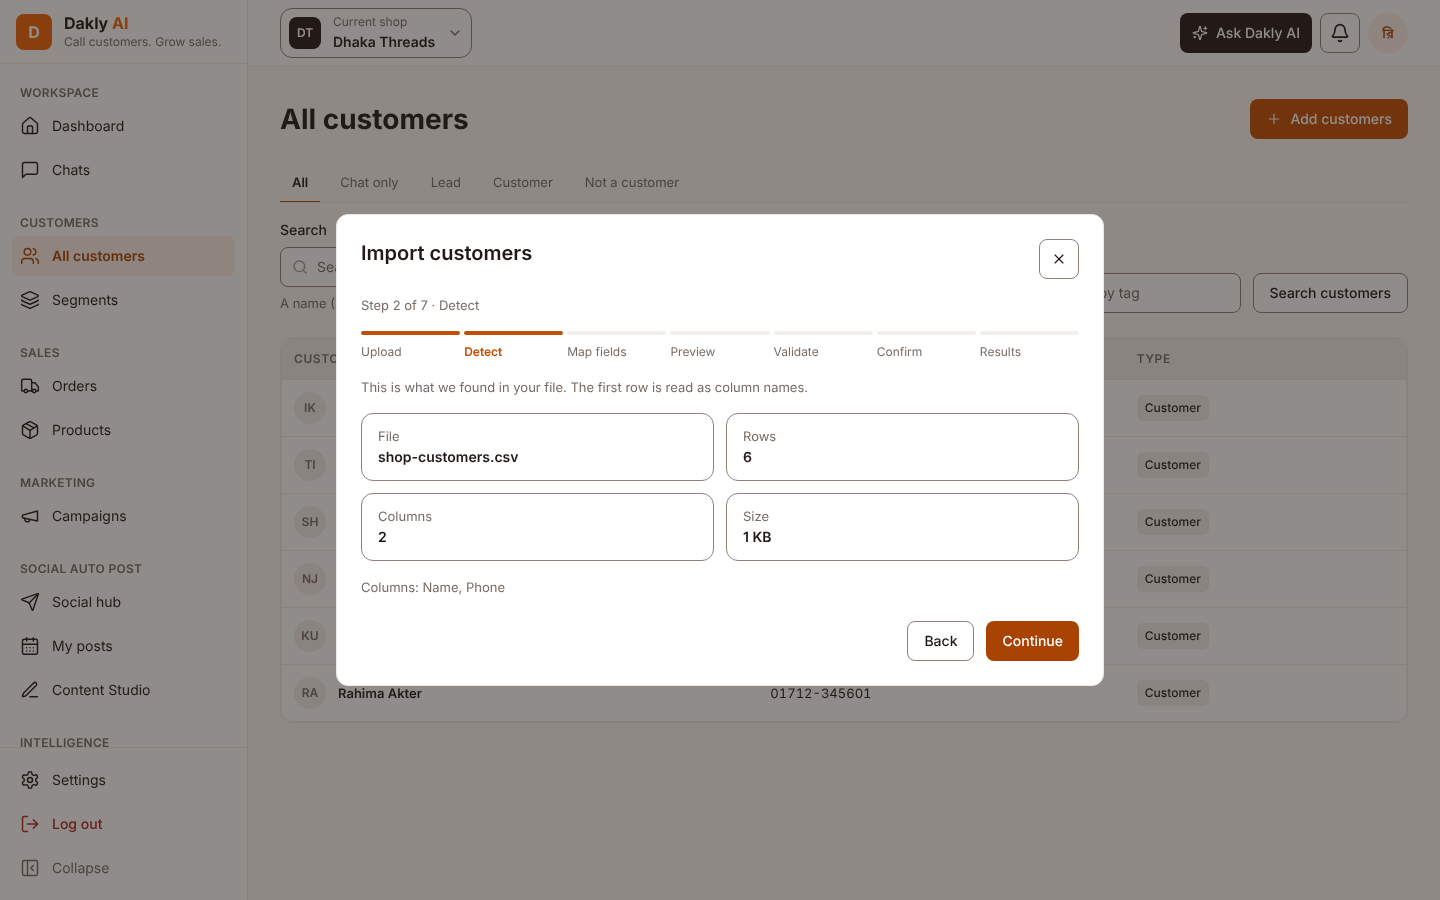 D
Dakly AI
Call customers. Grow sales.
DT
Current shop
Dhaka Threads
Ask Dakly AI
রি
WORKSPACE
Dashboard
Chats
CUSTOMERS
All customers
Segments
SALES
Orders
Products
MARKETING
Campaigns
SOCIAL AUTO POST
Social hub
My posts
Content Studio
INTELLIGENCE
Settings
Log out
Collapse
All customers
Add customers
All
Chat only
Lead
Customer
Not a customer
Search
A name (
by tag
Search customers
TYPE
IK
Customer
TI
Customer
SH
Customer
NJ
Customer
KU
Customer
RA
Rahima Akter
01712-345601
Customer
Import customers
Step 2 of 7 · Detect
Upload
Detect
Map fields
Preview
Validate
Confirm
Results
This is what we found in your file. The first row is read as column names.
File
shop-customers.csv
Rows
6
Columns
2
Size
1 KB
Columns: Name, Phone
Back
Continue